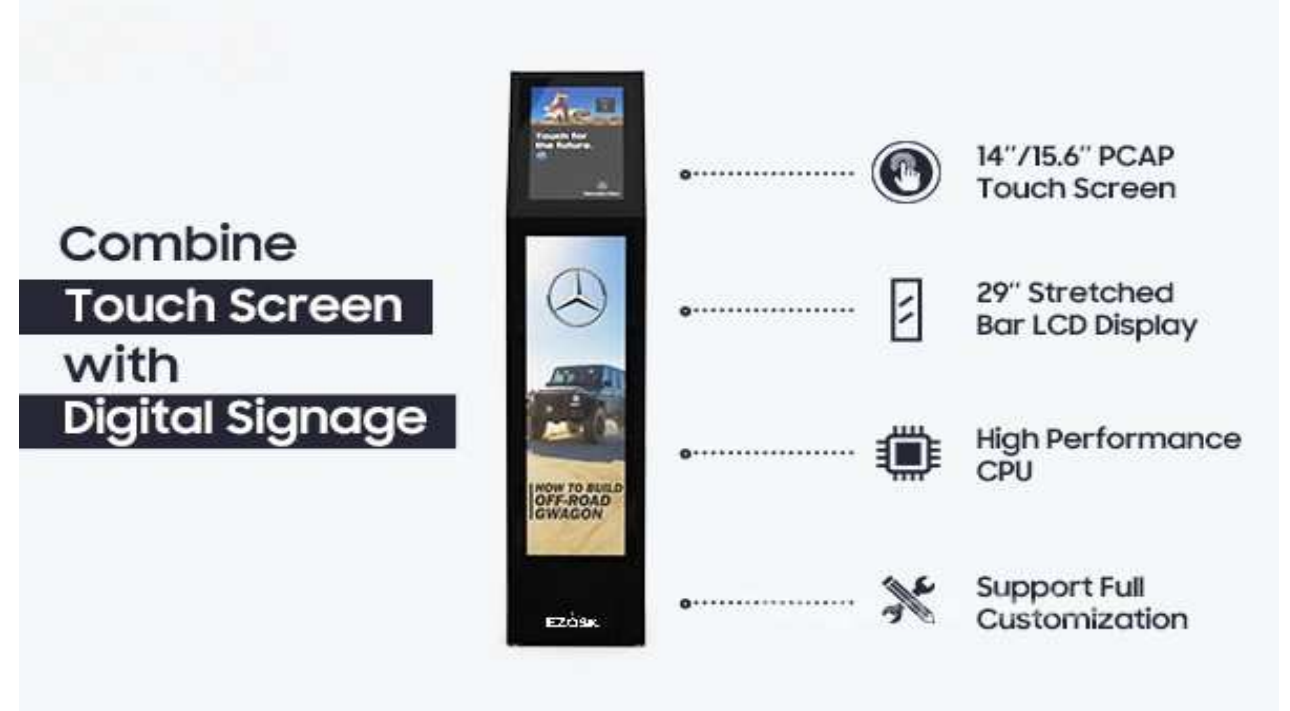 Combine
Touch Screen
with
Digital Signage
Touch for
the future.
HOW TO BUILD
OFF-ROAD
GWAGON
14"/15.6" PCAP
Touch Screen
29" Stretched
Bar LCD Display
High Performance
CPU
Support Full
Customization